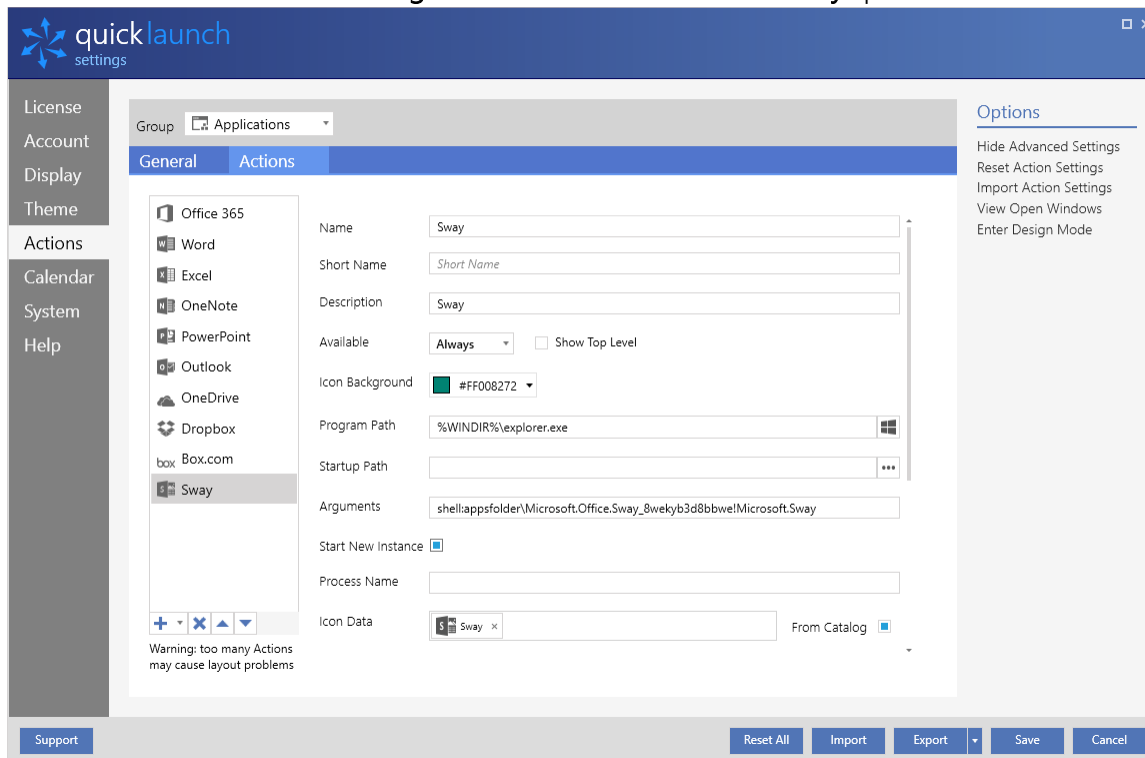 quicklaunch
settings
License
Account
Display
Theme
Actions
Calendar
System
Help
Group Applications
General Actions
Office 365
Word
Excel
OneNote
PowerPoint
Outlook
OneDrive
Dropbox
box Box.com
Sway
Warning: too many Actions
may cause layout problems
Name Sway
Short Name Short Name
Description Sway
Available Always Show Top Level
Icon Background #FF008272
Program Path %WINDIR%\explorer.exe
Startup Path
Arguments shell:appsfolder\Microsoft.Office.Sway_8wekyb3d8bbwe!Microsoft.Sway
Start New Instance
Process Name
Icon Data Sway × From Catalog
Options
Hide Advanced Settings
Reset Action Settings
Import Action Settings
View Open Windows
Enter Design Mode
Support Reset All Import Export Save Cancel